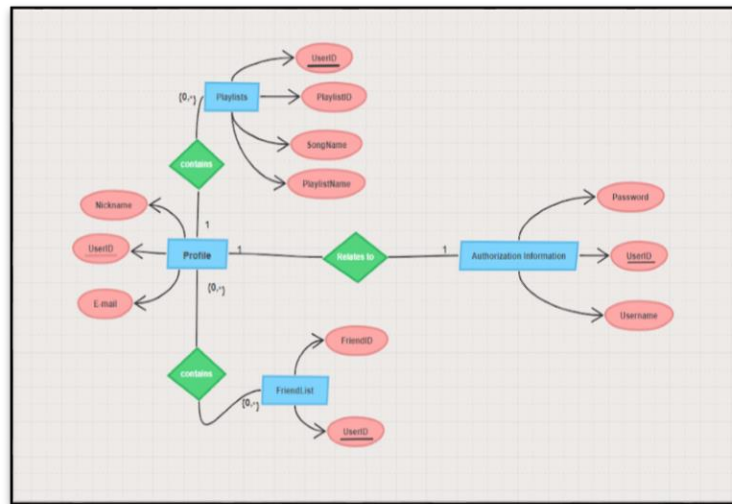 UserID
Playlists
PlaylistID
[0,-]
SongName
contains
PlaylistName
Nickname
Password
1
UserID
Profile
1
Relates to
1
Authorization Information
UserID
[0,-]
E-mail
Username
FriendID
contains
FriendList
[0,-]
UserID